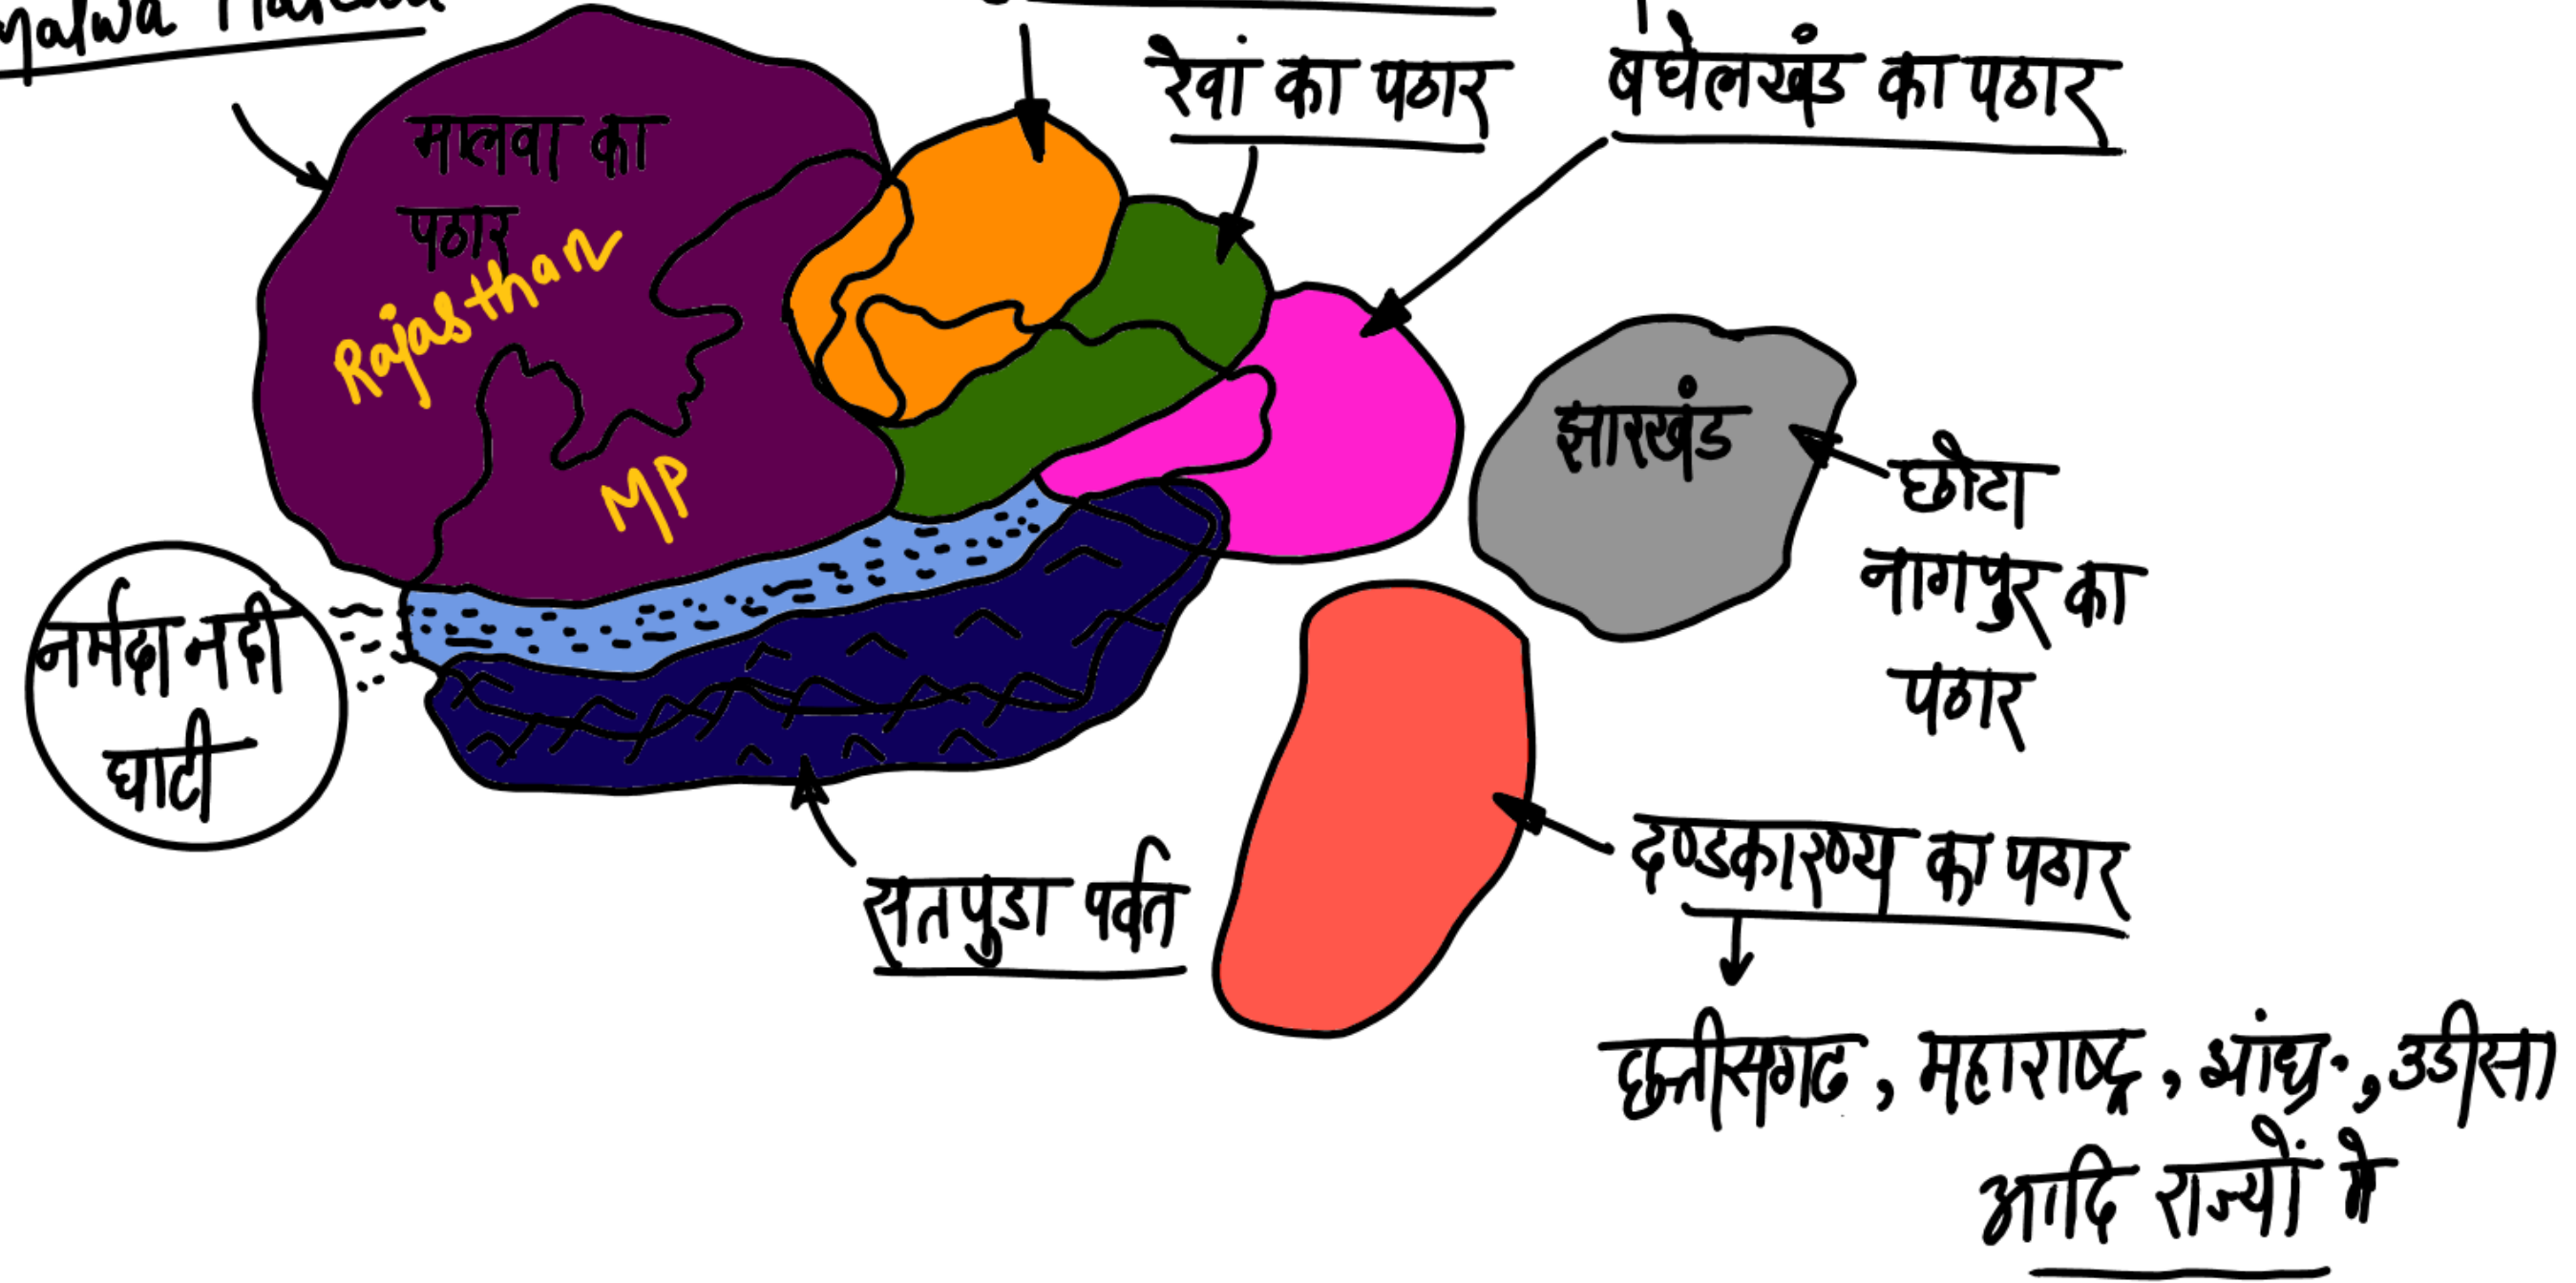 Malwa
रेवां का पठार
बघेलखंड का पठार
मालवा का
पठार
Rajasthan
MP
झारखंड
छोटा
नागपुर का
पठार
नर्मदा नदी
घाटी
सतपुडा पर्वत
दण्डकारण्य का पठार
छत्तीसगढ , महाराष्ट्र , आंध्र. , उडीसा
आदि राज्यों मे